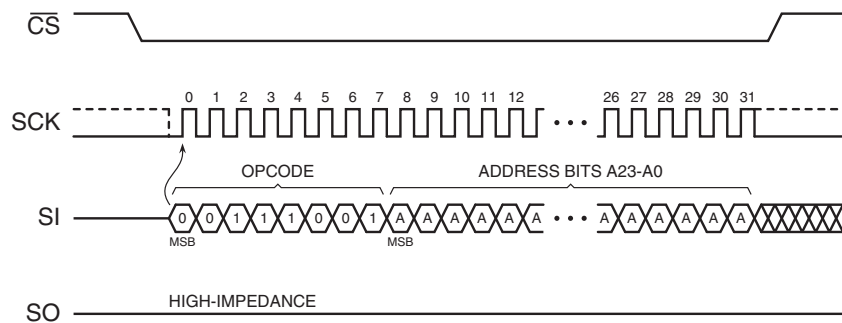 CS
0 1 2 3 4 5 6 7 8 9 10 11 12 26 27 28 29 30 31
SCK
OPCODE ADDRESS BITS A23-A0
SI 0 0 1 1 1 0 0 1 A A A A A A A A A A A A
MSB MSB
HIGH-IMPEDANCE
SO